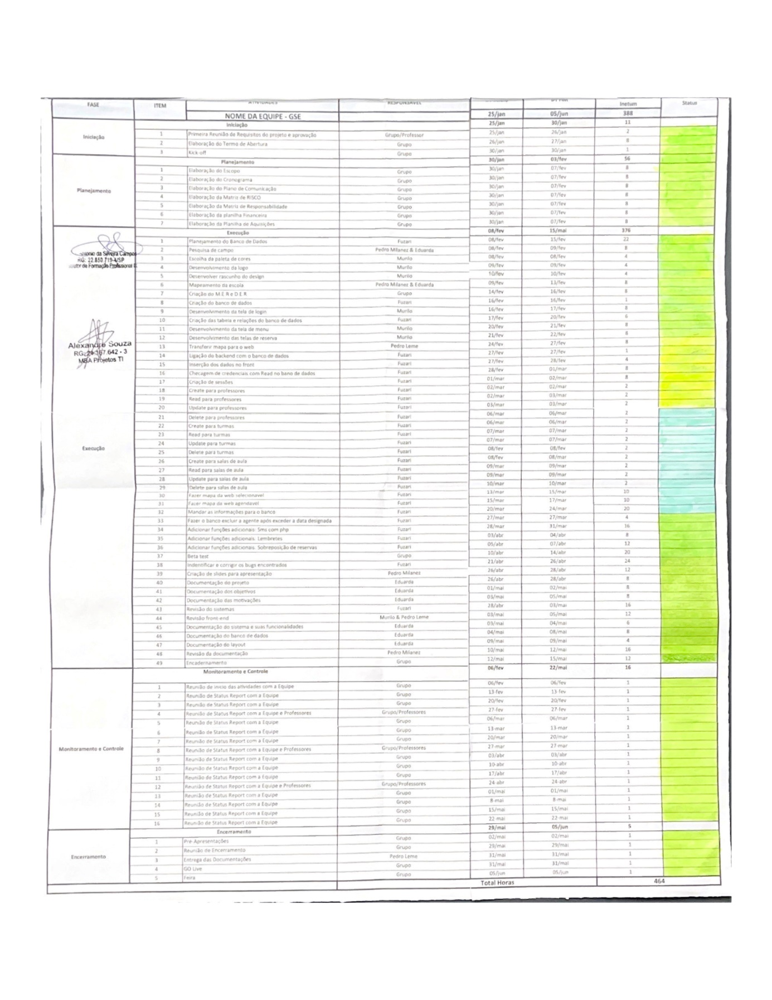 FASE ITEM ATIVIDADES RESPONSÁVEL Inetum Status
NOME DA EQUIPE - GSE 25/jan 05/jun 388
Iniciação 25/jan 30/jan 11
Iniciação
1 Primeira Reunião de Requisitos do projeto e aprovação Grupo/Professor 25/jan 26/jan 2
2 Elaboração do Termo de Abertura Grupo 26/jan 27/jan 8
3 Kick-off Grupo 30/jan 30/jan 1
Planejamento 30/jan 03/fev 56
Planejamento
1 Elaboração do Escopo Grupo 30/jan 07/fev 8
2 Elaboração do Cronograma Grupo 30/jan 07/fev 8
3 Elaboração do Plano de Comunicação Grupo 30/jan 07/fev 8
4 Elaboração da Matriz de RISCO Grupo 30/jan 07/fev 8
5 Elaboração da Matriz de Responsabilidade Grupo 30/jan 07/fev 8
6 Elaboração da planilha Financeira Grupo 30/jan 07/fev 8
7 Elaboração da Planilha de Aquisições Grupo 30/jan 07/fev 8
Execução 08/fev 15/mai 376
1 Planejamento do Banco de Dados Fuzari 08/fev 15/fev 22
2 Pesquisa de campo Pedro Milanez & Eduarda 08/fev 09/fev 8
3 Escolha da paleta de cores Murilo 08/fev 08/fev 4
4 Desenvolvimento da logo Murilo 09/fev 09/fev 4
5 Desenvolver rascunho do design Murilo 10/fev 10/fev 4
6 Mapeamento da escola Pedro Milanez & Eduarda 09/fev 13/fev 8
7 Criação do M E R e D E R Grupo 14/fev 16/fev 8
8 Criação do banco de dados Fuzari 16/fev 16/fev 1
9 Desenvolvimento da tela de login Murilo 16/fev 17/fev 8
10 Criação das tabela e relações do banco de dados Fuzari 17/fev 20/fev 6
11 Desenvolvimento da tela de menu Murilo 20/fev 21/fev 8
12 Desenvolvimento das telas de reserva Murilo 21/fev 22/fev 8
13 Transferir mapa para o web Pedro Leme 24/fev 27/fev 8
14 Ligação do backend com o banco de dados Fuzari 27/fev 27/fev 1
15 Inserção dos dados no front Fuzari 27/fev 28/fev 4
16 Checagem de credenciais com Read no bano de dados Fuzari 28/fev 01/mar 8
17 Criação de sessões Fuzari 01/mar 02/mar 8
18 Create para professores Fuzari 02/mar 02/mar 2
19 Read para professores Fuzari 02/mar 03/mar 2
20 Update para professores Fuzari 03/mar 03/mar 2
21 Delete para professores Fuzari 06/mar 06/mar 2
22 Create para turmas Fuzari 06/mar 06/mar 2
23 Read para turmas Fuzari 07/mar 07/mar 2
24 Update para turmas Fuzari 07/mar 07/mar 2
25 Delete para turmas Fuzari 08/fev 08/fev 2
26 Create para salas de aula Fuzari 08/fev 08/mar 2
27 Read para salas de aula Fuzari 09/mar 09/mar 2
28 Update para salas de aula Fuzari 09/mar 09/mar 2
29 Delete para salas de aula Fuzari 10/mar 10/mar 2
30 Fazer mapa da web selecionavel Fuzari 13/mar 15/mar 10
31 Fazer mapa da web agendavel Fuzari 15/mar 17/mar 10
32 Mandar as informações para o banco Fuzari 20/mar 24/mar 20
33 Fazer o banco excluir a agente após exceder a data designada Fuzari 27/mar 27/mar 4
34 Adicionar funções adicionais: Sms com php Fuzari 28/mar 31/mar 16
35 Adicionar funções adicionais. Lembretes Fuzari 03/abr 04/abr 8
36 Adicionar funções adicionais. Sobreposição de reservas Fuzari 05/abr 07/abr 12
37 Beta test Grupo 10/abr 14/abr 20
38 Indentificar e corrigir os bugs encontrados Fuzari 21/abr 26/abr 24
39 Criação de slides para apresentação Pedro Milanez 26/abr 28/abr 12
40 Documentação do projeto Eduarda 26/abr 28/abr 8
41 Documentação dos objetivos Eduarda 01/mai 02/mai 8
42 Documentação das motivações Eduarda 03/mai 05/mai 8
43 Revisão do sistemas Fuzari 28/abr 03/mai 16
44 Revisão front-end Murilo & Pedro Leme 03/mai 05/mai 12
45 Documentação do sistema e suas funcionalidades Eduarda 03/mai 04/mai 6
46 Documentação do banco de dados Eduarda 04/mai 08/mai 8
47 Documentação do layout Eduarda 09/mai 09/mai 4
48 Revisão da documentação Pedro Milanez 10/mai 12/mai 16
49 Encadernamento Grupo 12/mai 15/mai 12
da Silveira Campos
RG: 22.850.719-4/SP
de Formação Profissional
Alexandre Souza
MBA Projetos TI
Execução
Monitoramento e Controle 06/fev 22/mai 16
1 Reunião de inicio das atividades com a Equipe Grupo 06/fev 06/fev 1
2 Reunião de Status Report com a Equipe Grupo 13-fev 13-fev 1
3 Reunião de Status Report com a Equipe Grupo 20/fev 20/fev 1
4 Reunião de Status Report com a Equipe e Professores Grupo/Professores 27-fev 27-fev 1
5 Reunião de Status Report com a Equipe Grupo 06/mar 06/mar 1
6 Reunião de Status Report com a Equipe Grupo 13-mar 13-mar 1
7 Reunião de Status Report com a Equipe Grupo 20/mar 20/mar 1
Monitoramento e Controle
8 Reunião de Status Report com a Equipe e Professores Grupo/Professores 27-mar 27-mar 1
9 Reunião de Status Report com a Equipe Grupo 03/abr 03/abr 1
10 Reunião de Status Report com a Equipe Grupo 10-abr 10-abr 1
11 Reunião de Status Report com a Equipe Grupo 17/abr 17/abr 1
12 Reunião de Status Report com a Equipe e Professores Grupo/Professores 24-abr 24-abr 1
13 Reunião de Status Report com a Equipe Grupo 01/mai 01/mai 1
14 Reunião de Status Report com a Equipe Grupo 8-mai 8-mai 1
15 Reunião de Status Report com a Equipe Grupo 15/mai 15/mai 1
16 Reunião de Status Report com a Equipe Grupo 22-mai 22-mai 1
Encerramento 29/mai 05/jun 5
1 Pré-Apresentações Grupo 02/mai 02/mai 1
2 Reunião de Encerramento Grupo 29/mai 29/mai 1
Encerramento
3 Entrega das Documentações Pedro Leme 31/mai 31/mai 1
4 GO Live Grupo 31/mai 31/mai 1
5 Feira Grupo 05/jun 05/jun 1
Total Horas 464